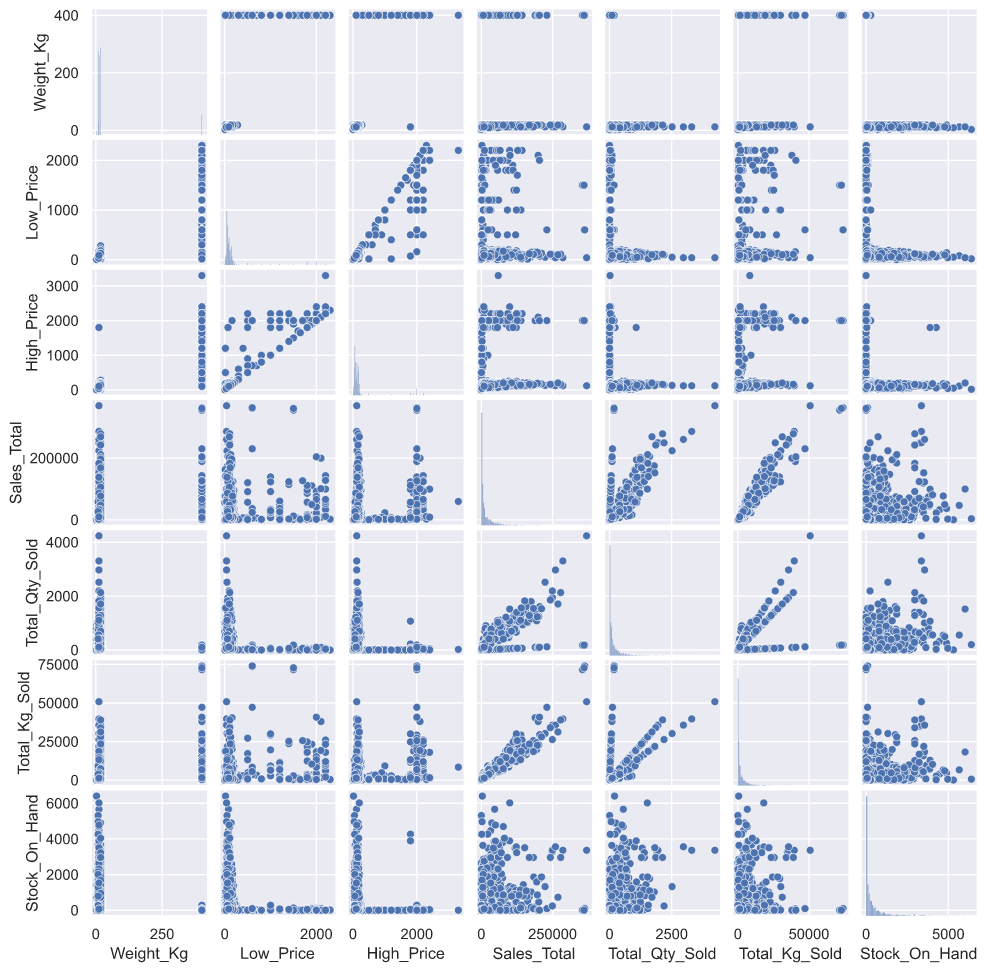 400
200
0
Weight_Kg
2000
1000
0
Low_Price
3000
2000
1000
0
High_Price
200000
0
Sales_Total
4000
2000
0
Total_Qty_Sold
75000
50000
25000
0
Total_Kg_Sold
6000
4000
2000
0
Stock_On_Hand
0 250 0 2000 0 2000 0 250000 0 2500 0 50000 0 5000
Weight_Kg Low_Price High_Price Sales_Total Total_Qty_Sold Total_Kg_Sold Stock_On_Hand